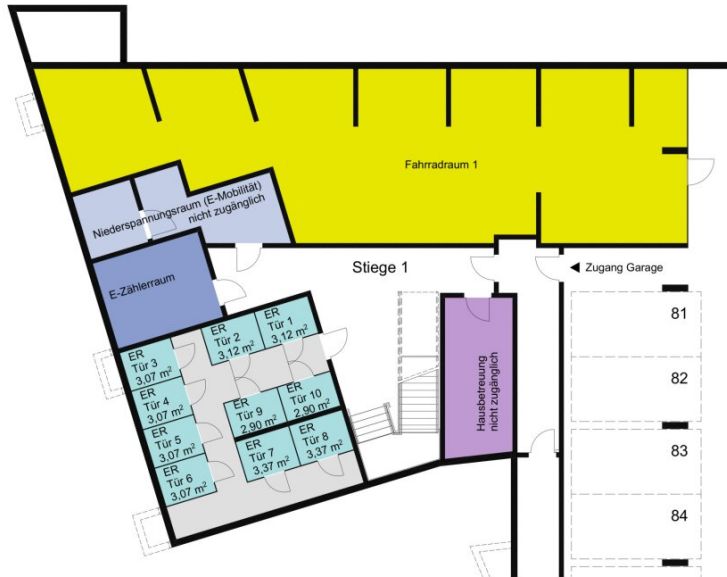 Fahrradraum 1
Niederspannungsraum (E-Mobilität)
nicht zugänglich
E-Zählerraum
Stiege 1
Zugang Garage
ER
Tür 1
3,12 m²
ER
Tür 2
3,12 m²
ER
Tür 3
3,07 m²
ER
Tür 4
3,07 m²
ER
Tür 5
3,07 m²
ER
Tür 6
3,07 m²
ER
Tür 9
2,90 m²
ER
Tür 10
2,90 m²
ER
Tür 7
3,37 m²
ER
Tür 8
3,37 m²
Hausbetreuung
nicht zugänglich
81
82
83
84